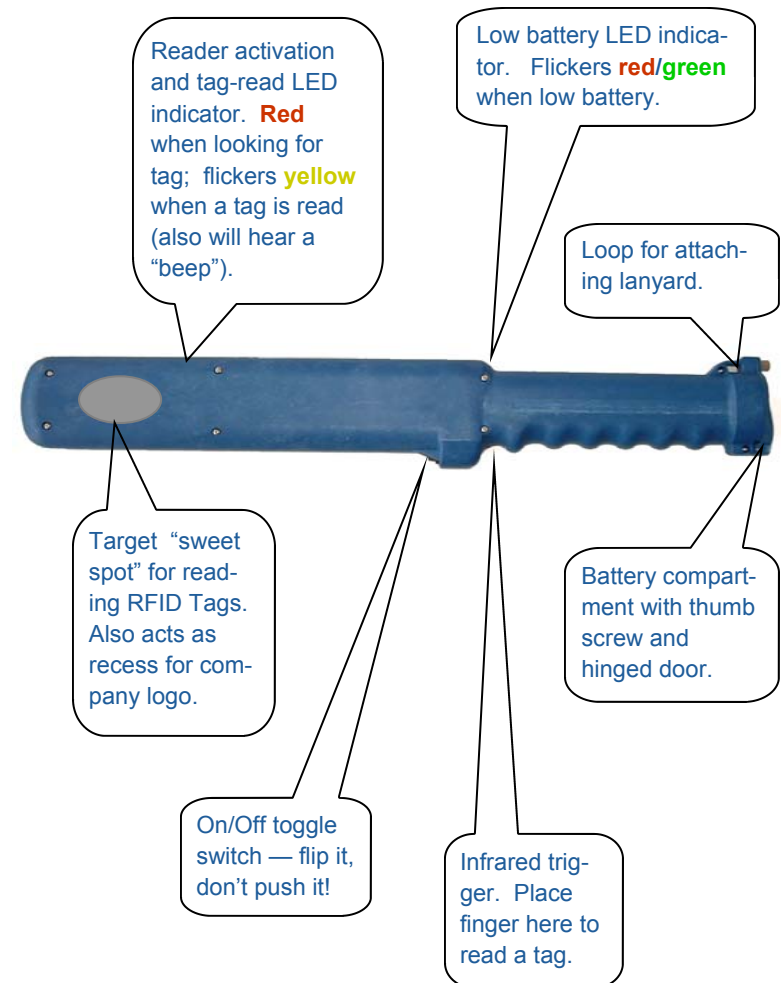 Reader activation
and tag-read LED
indicator.  Red
when looking for
tag;  flickers yellow
when a tag is read
(also will hear a
“beep”).
Low battery LED indica-
tor.   Flickers red/green
when low battery.
Loop for attach-
ing lanyard.
Target  “sweet
spot” for read-
ing RFID Tags.
Also acts as
recess for com-
pany logo.
Battery compart-
ment with thumb
screw and
hinged door.
On/Off toggle
switch — flip it,
don’t push it!
Infrared trig-
ger.  Place
finger here to
read a tag.